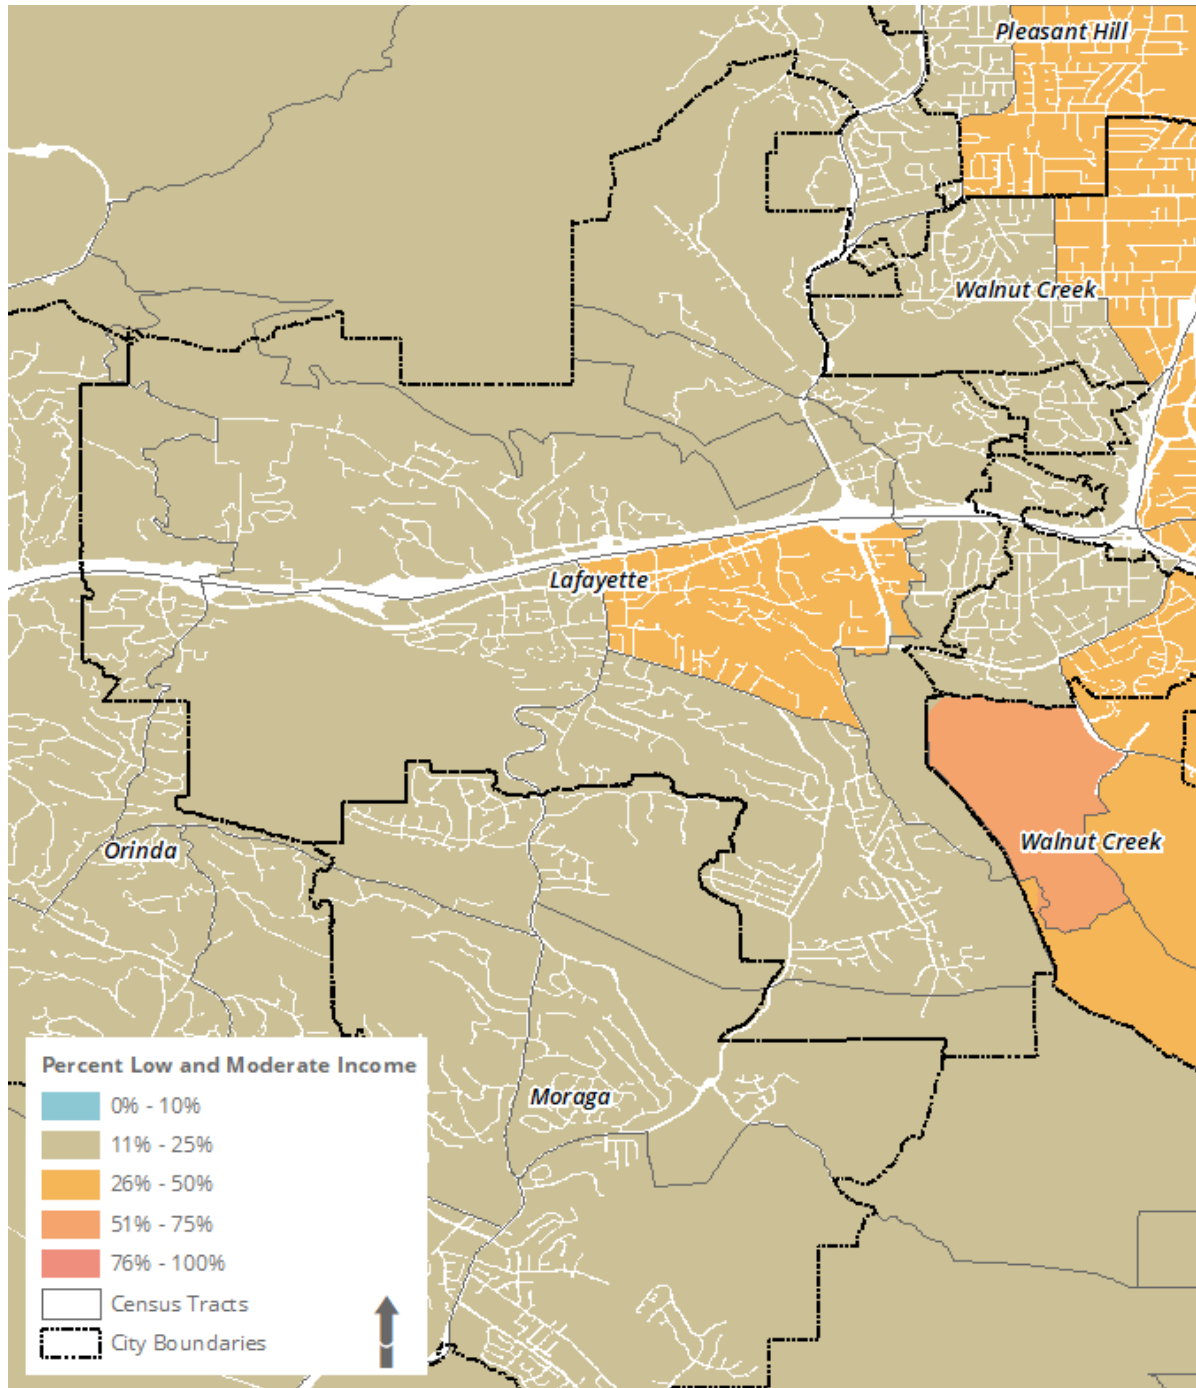 Pleasant Hill
Walnut Creek
Lafayette
Walnut Creek
Orinda
Moraga
Percent Low and Moderate Income
0% - 10%
11% - 25%
26% - 50%
51% - 75%
76% - 100%
Census Tracts
City Boundaries